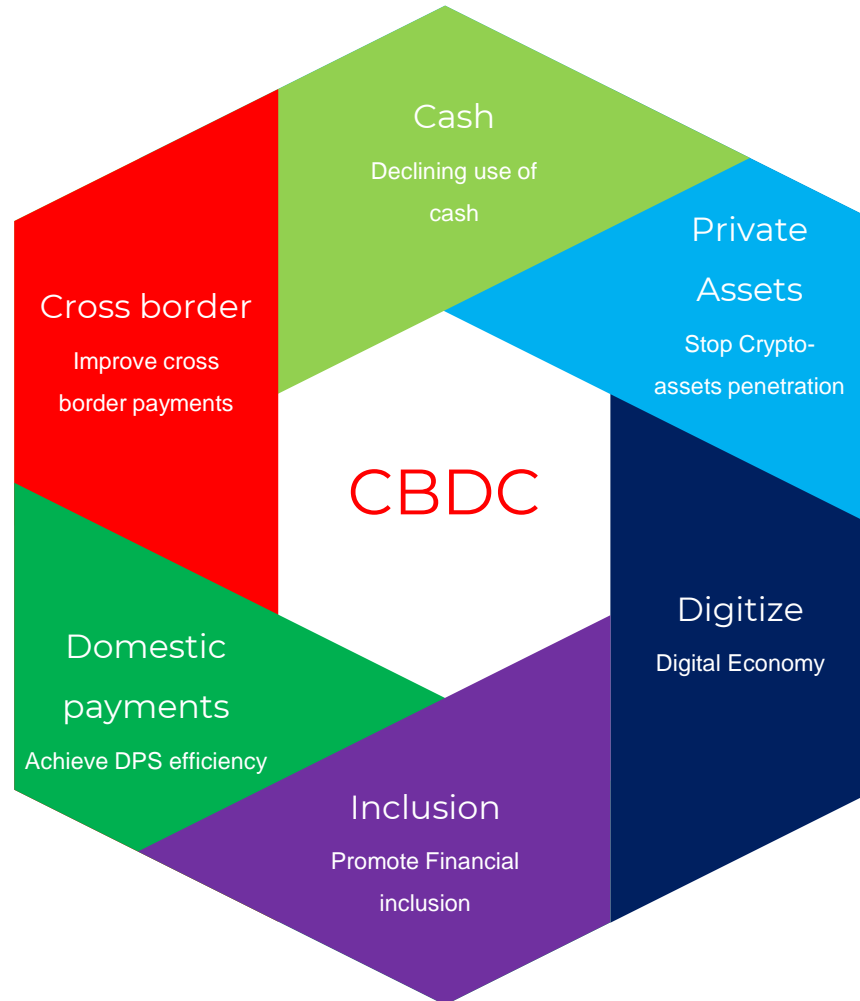 Cash
Declining use of
cash
Private
Assets
Stop Crypto-
assets penetration
Cross border
Improve cross
border payments
CBDC
Digitize
Digital Economy
Domestic
payments
Achieve DPS efficiency
Inclusion
Promote Financial
inclusion